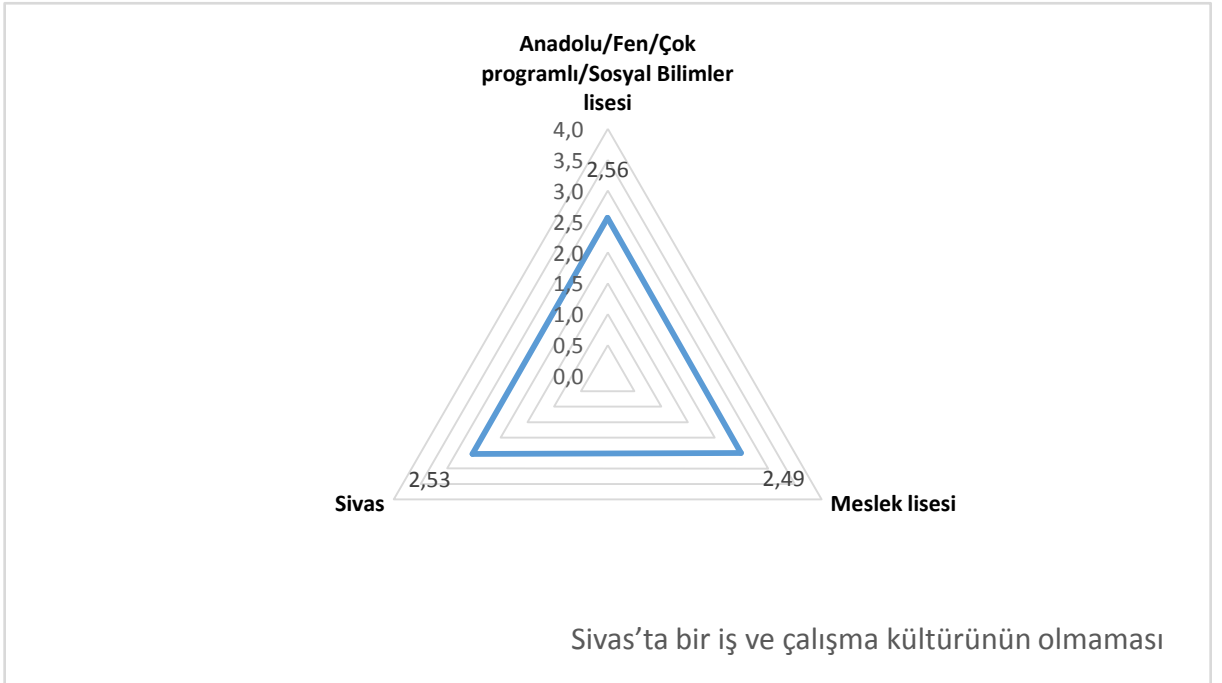 Anadolu/Fen/Çok
programlı/Sosyal Bilimler
lisesi
4,0
3,5
2,56
3,0
2,5
2,0
1,5
1,0
0,5
0,0
2,53
2,49
Sivas
Meslek lisesi
Sivas’ta bir iş ve çalışma kültürünün olmaması